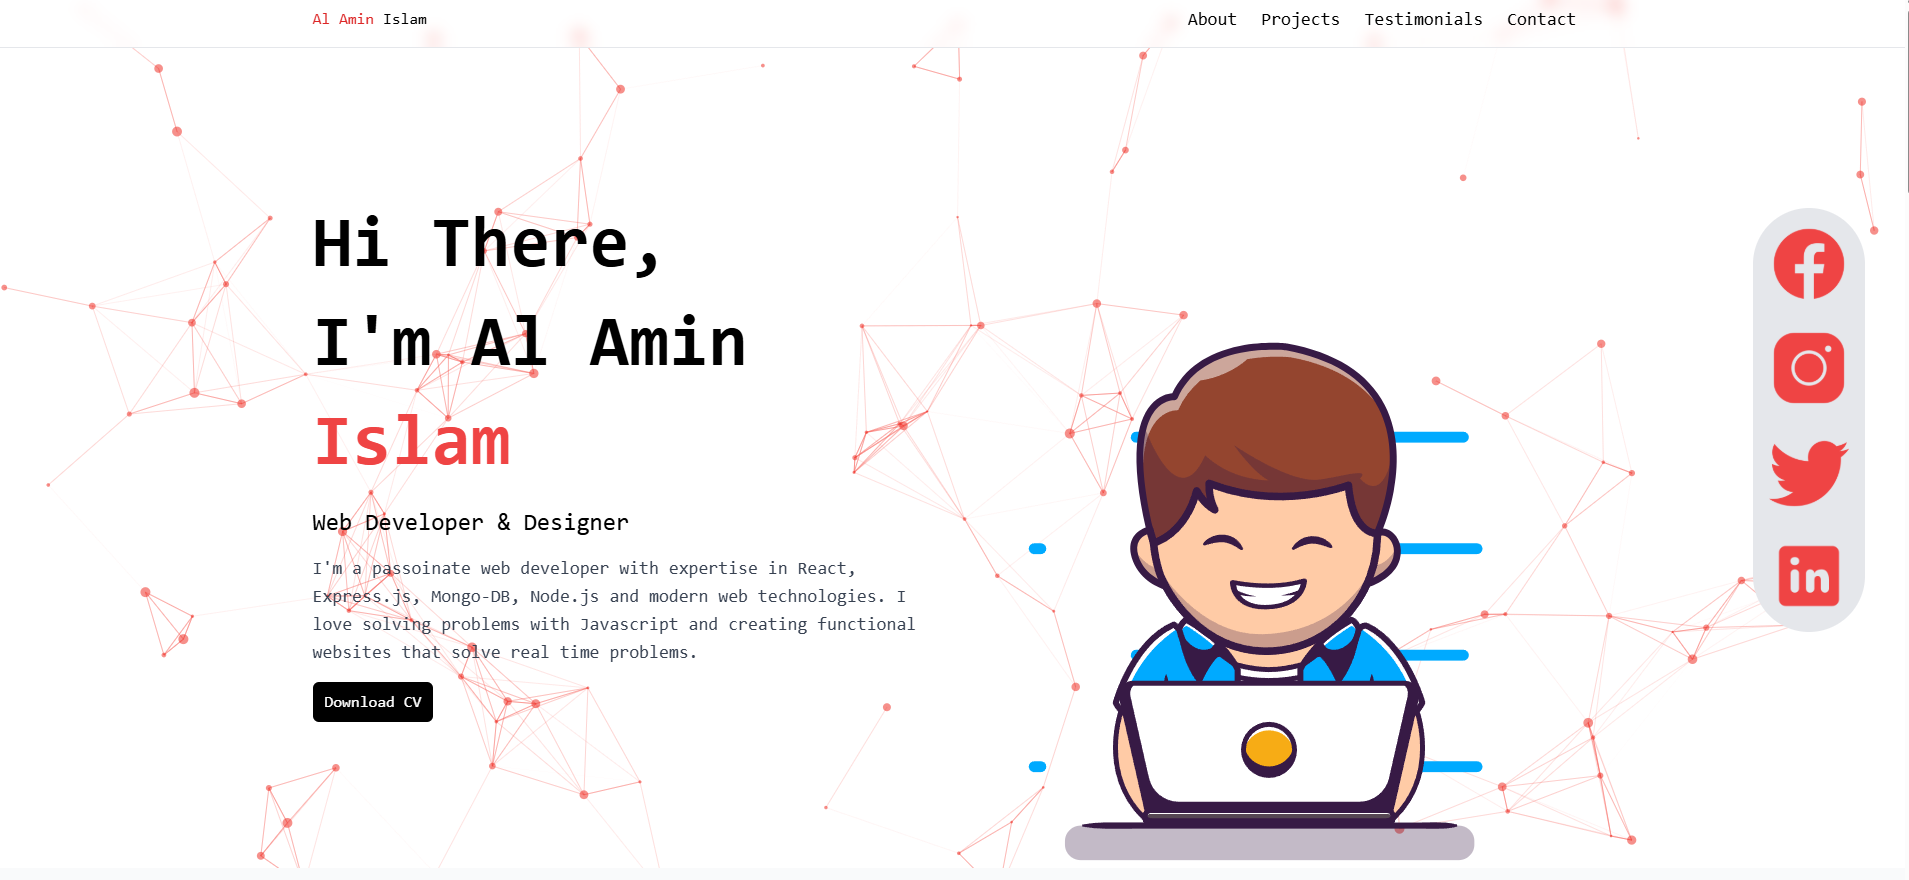 Al Amin Islam
About Projects Testimonials Contact
Hi There,
I'm Al Amin
Islam
Web Developer & Designer
I'm a passoinate web developer with expertise in React,
Express.js, Mongo-DB, Node.js and modern web technologies. I
love solving problems with Javascript and creating functional
websites that solve real time problems.
Download CV
in